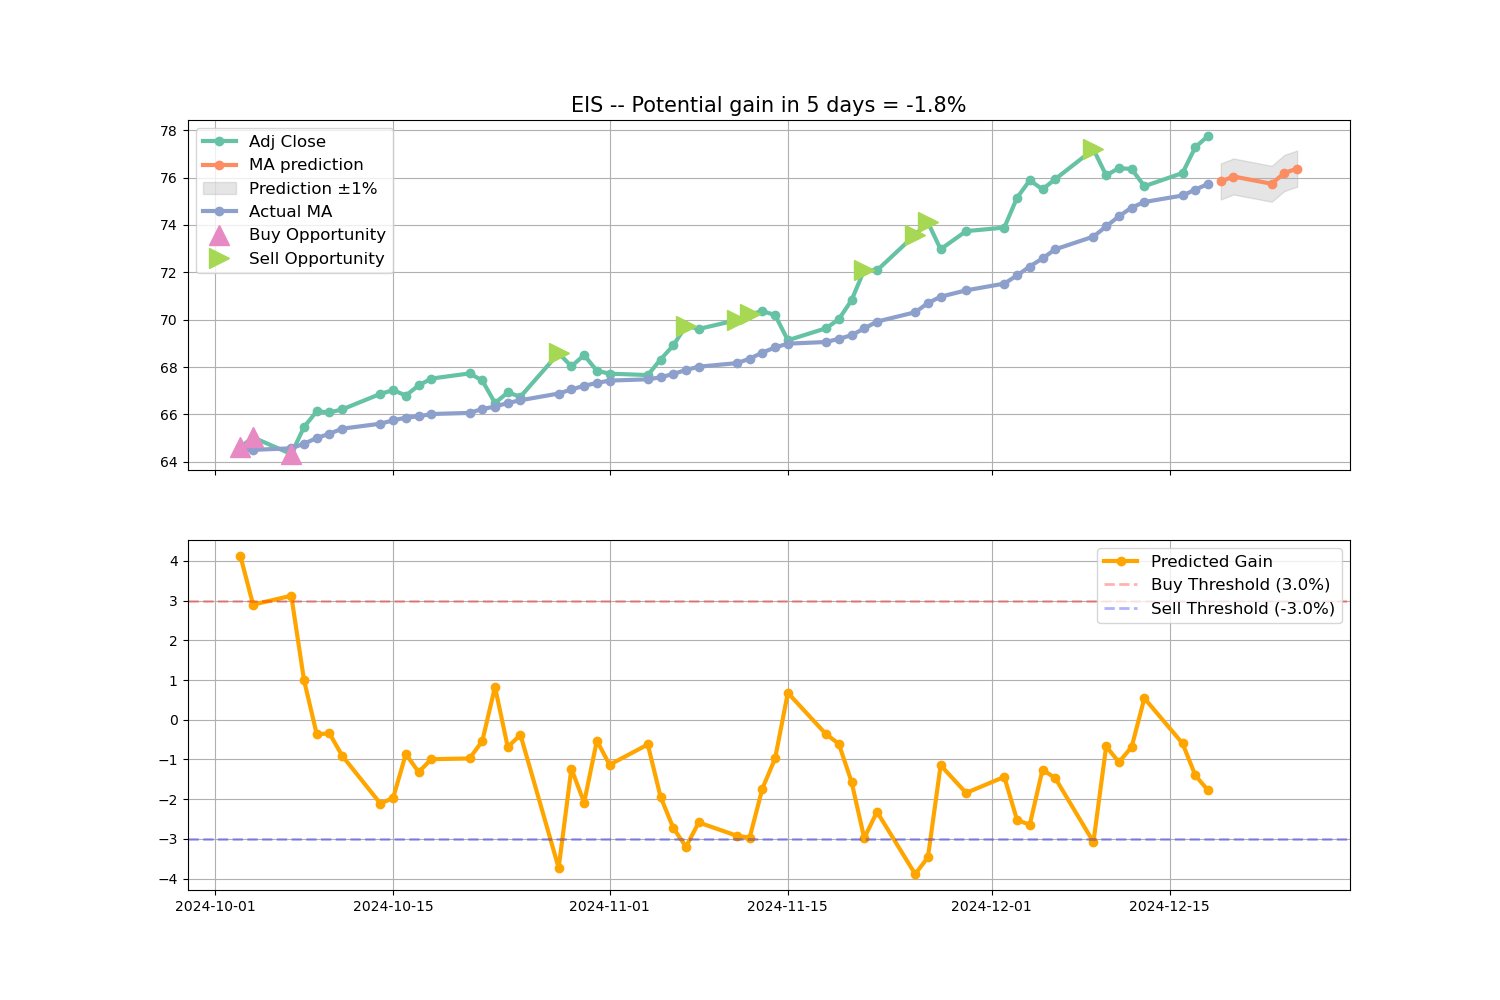 EIS -- Potential gain in 5 days = -1.8%
78
76
74
72
70
68
66
64
Adj Close
MA prediction
Prediction ±1%
Actual MA
Buy Opportunity
Sell Opportunity
4
3
2
1
0
−1
−2
−3
−4
Predicted Gain
Buy Threshold (3.0%)
Sell Threshold (-3.0%)
2024-10-01 2024-10-15 2024-11-01 2024-11-15 2024-12-01 2024-12-15